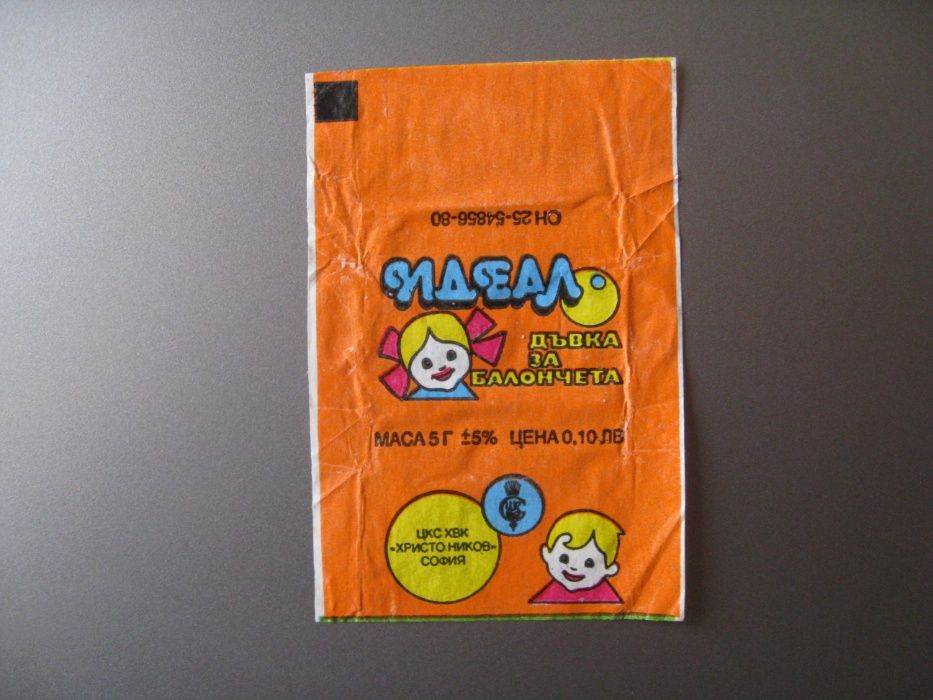 ОН 25-54856-80
ИДЕАЛ
ДЪВКА
ЗА
БАЛОНЧЕТА
МАСА 5 Г ±5% ЦЕНА 0,10 ЛВ
ЦКС ХВК
"ХРИСТО НИКОВ"
СОФИЯ